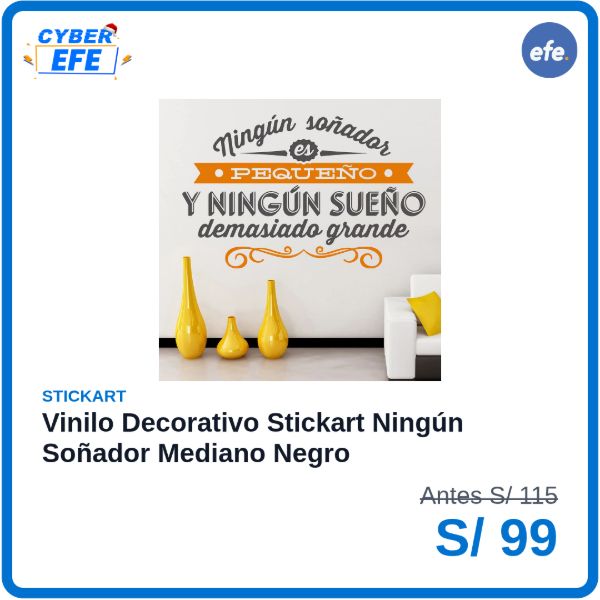 CYBER
EFE
efe.
Ningún soñador
es
PEQUEÑO
Y NINGÚN SUEÑO
demasiado grande
STICKART
Vinilo Decorativo Stickart Ningún
Soñador Mediano Negro
Antes S/ 115
S/ 99